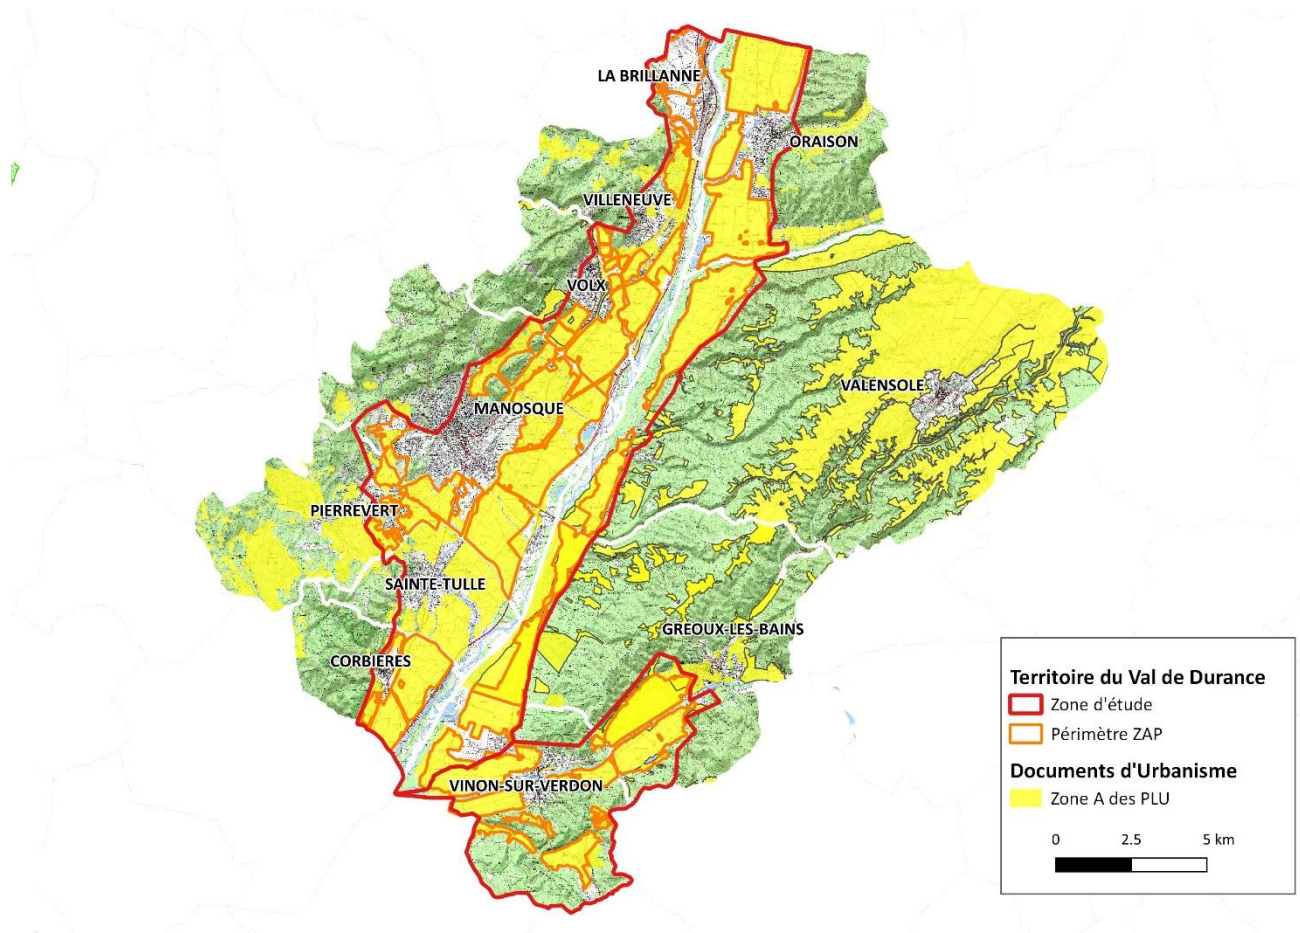 LA BRILLANNE
ORAISON
VILLENEUVE
VOLX
VALENSOLE
MANOSQUE
PIERREVERT
SAINTE-TULLE
GREOUX-LES-BAINS
CORBIERES
VINON-SUR-VERDON
Territoire du Val de Durance
Zone d'étude
Périmètre ZAP
Documents d'Urbanisme
Zone A des PLU
0 2.5 5 km